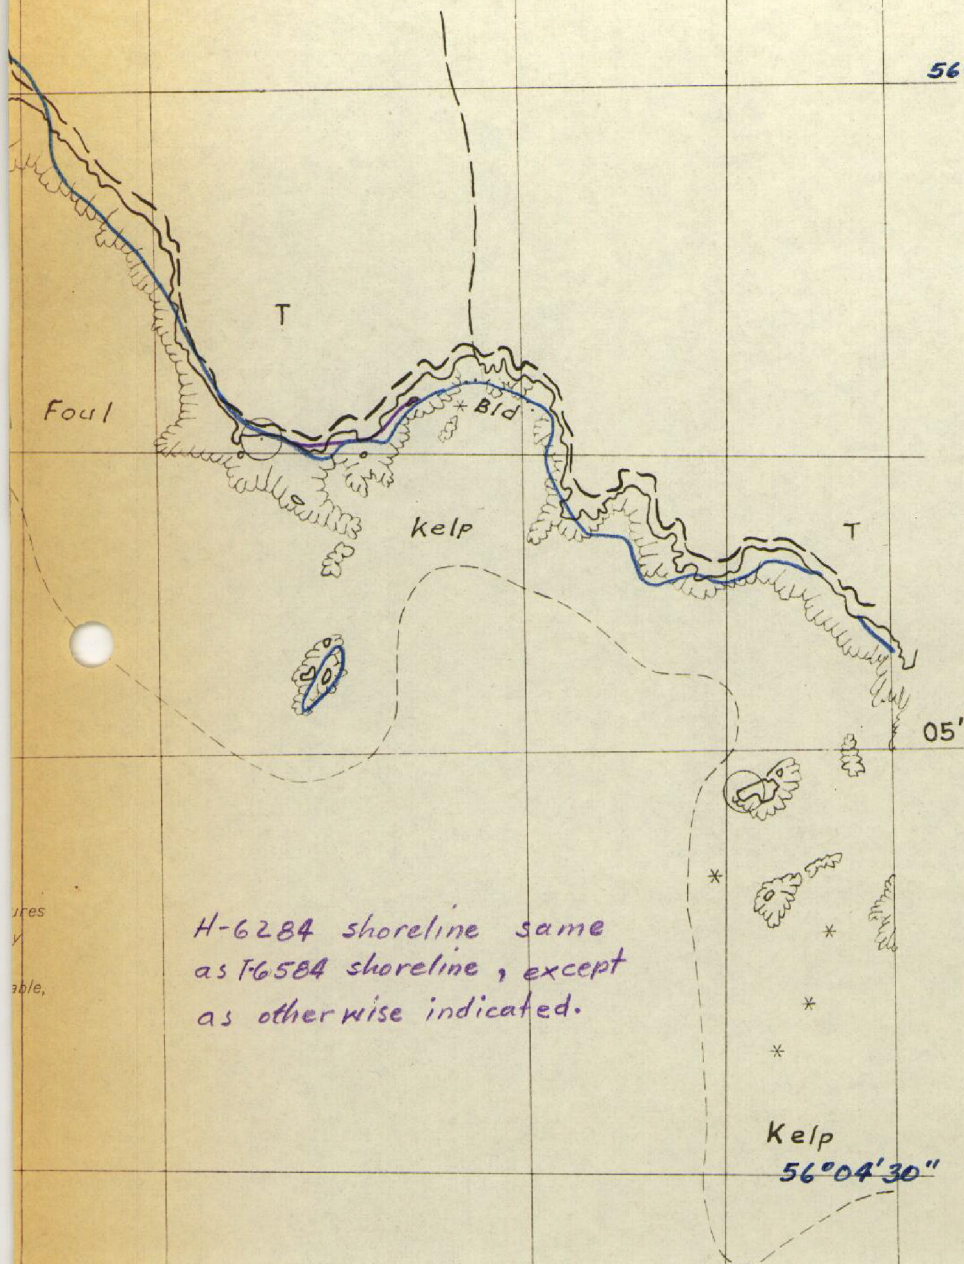 56
T
Foul
Bld
Kelp
T
05'
H-6284 shoreline same
as T-6584 shoreline, except
as otherwise indicated.
able,
Kelp
56°04'30"